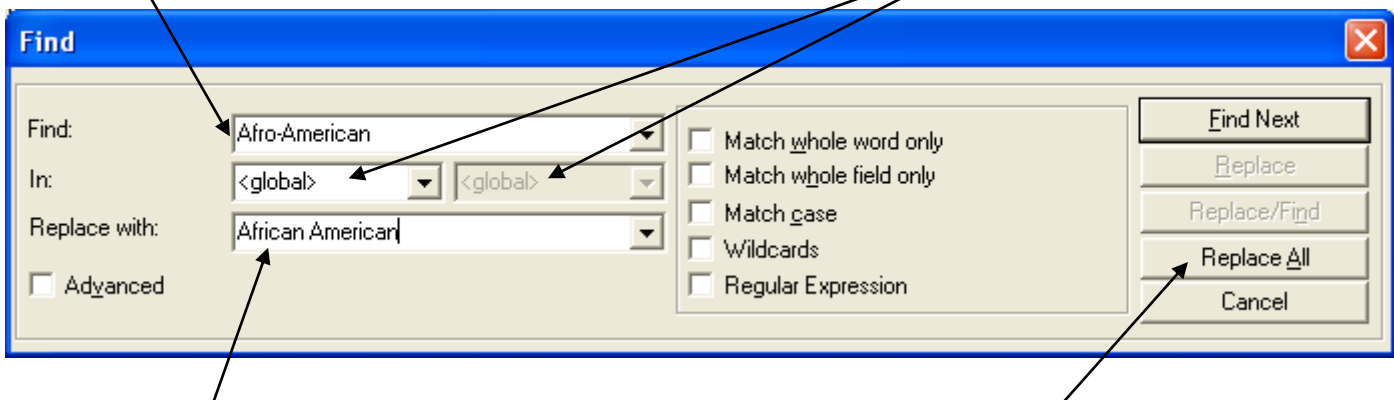 Find
Find: Afro-American
In: <global> <global>
Replace with: African American
Advanced
Match whole word only
Match whole field only
Match case
Wildcards
Regular Expression
Find Next
Replace
Replace/Find
Replace All
Cancel